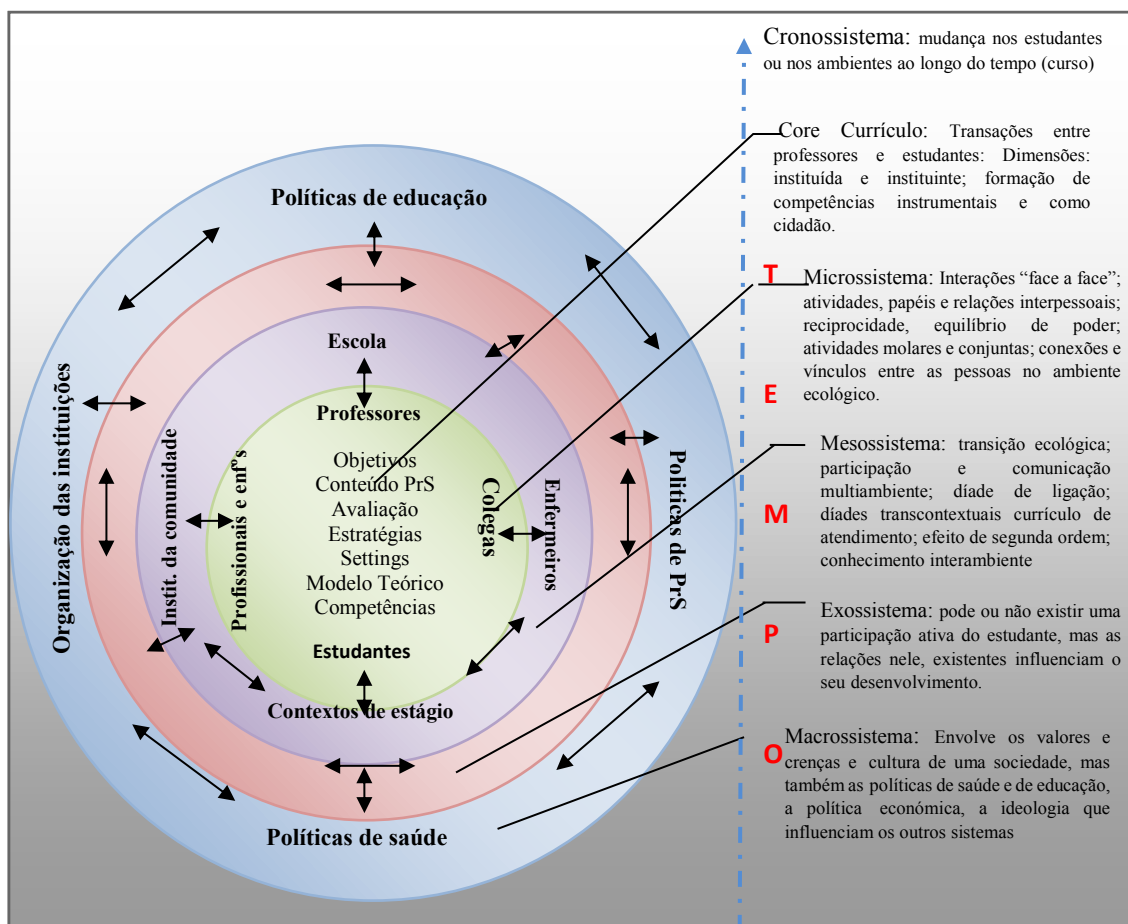 Cronossistema: mudança nos estudantes
ou nos ambientes ao longo do tempo (curso)
Core Currículo: Transações entre
professores e estudantes: Dimensões:
instituída e instituinte; formação de
competências instrumentais e como
cidadão.
T
Microssistema: Interações “face a face”;
atividades, papéis e relações interpessoais;
reciprocidade, equilíbrio de poder;
atividades molares e conjuntas; conexões e
vínculos entre as pessoas no ambiente
ecológico.
E
Mesossistema: transição ecológica;
participação e comunicação
multiambiente; díade de ligação;
díades transcontextuais currículo de
atendimento; efeito de segunda ordem;
conhecimento interambiente
M
Exossistema: pode ou não existir uma
participação ativa do estudante, mas as
relações nele, existentes influenciam o
seu desenvolvimento.
P
Macrossistema: Envolve os valores e
crenças e cultura de uma sociedade, mas
também as políticas de saúde e de educação,
a política económica, a ideologia que
influenciam os outros sistemas
O
Políticas de educação
Organização das instituições
Politicas de PrS
Políticas de saúde
Escola
Instit. da comunidade
Enfermeiros
Contextos de estágio
Professores
Profissionais e enfºs
Colegas
Estudantes
Objetivos
Conteúdo PrS
Avaliação
Estratégias
Settings
Modelo Teórico
Competências